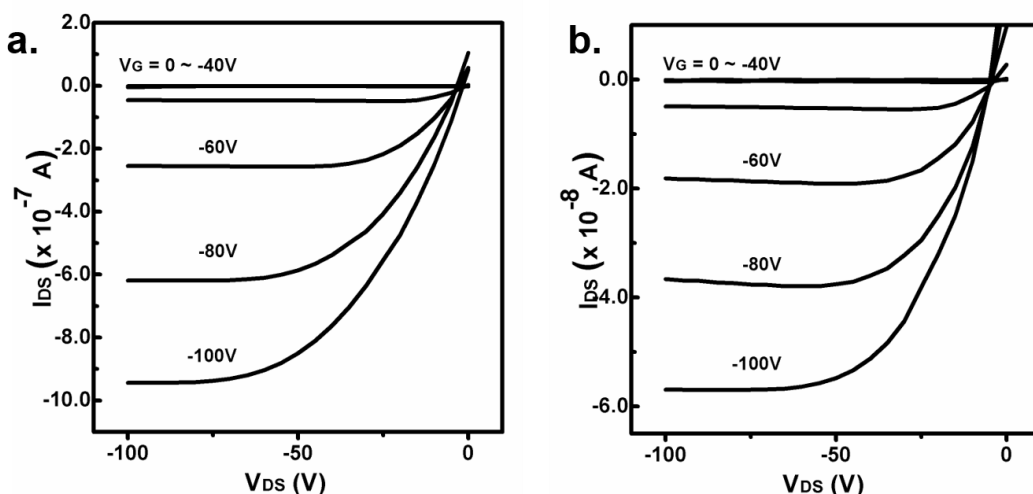 a.
2.0
VG = 0 ~ -40V
0.0
-2.0
-60V
-4.0
-80V
-6.0
-8.0
-100V
-10.0
IDS (x 10-7 A)
-100
-50
0
VDS (V)
b.
VG = 0 ~ -40V
0.0
-60V
-2.0
-80V
-4.0
-100V
-6.0
IDS (x 10-8 A)
-100
-50
0
VDS (V)